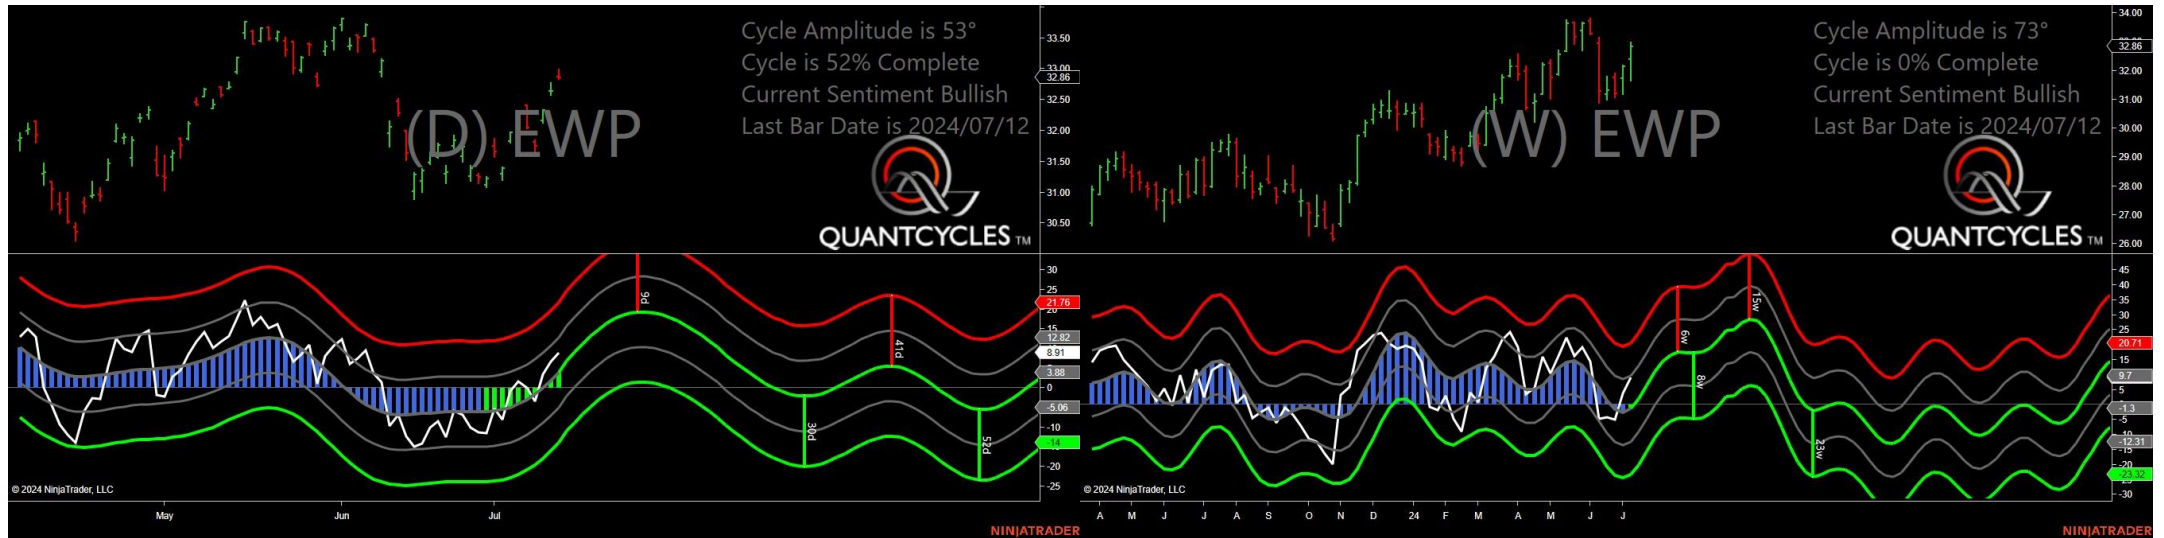 Cycle Amplitude is 53°
Cycle is 52% Complete
Current Sentiment Bullish
Last Bar Date is 2024/07/12
(D) EWP
QUANTCYCLES TM
33.50
33.00
32.86
32.50
32.00
31.50
31.00
30.50
30
25
21.76
20
15
12.82
8.91
3.88
0
-5.06
-10
-14
-20
-25
9d
30d
41d
52d
© 2024 NinjaTrader, LLC
May
Jun
Jul
NINJATRADER
Cycle Amplitude is 73°
Cycle is 0% Complete
Current Sentiment Bullish
Last Bar Date is 2024/07/12
(W) EWP
QUANTCYCLES TM
34.00
32.86
32.00
31.00
30.00
29.00
28.00
27.00
26.00
45
40
35
30
25
20.71
15
9.7
5
-1.3
-5
-12.31
-15
-20
-23.32
-30
6w
8w
15w
23w
© 2024 NinjaTrader, LLC
A M J J A S O N D 24 F M A M J J
NINJATRADER